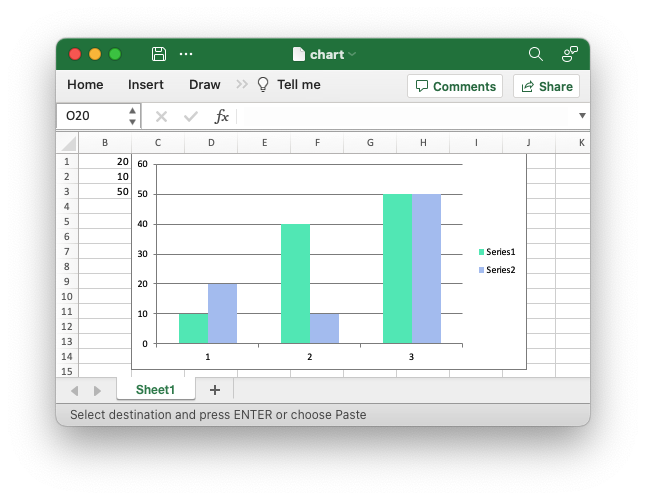 chart
Home Insert Draw Tell me Comments Share
O20 fx
B C D E F G H I J K
1 20
2 10
3 50
4
5
6
7
8
9
10
11
12
13
14
15
60
50
40
30
20
10
0
1 2 3
Series1
Series2
Sheet1 +
Select destination and press ENTER or choose Paste